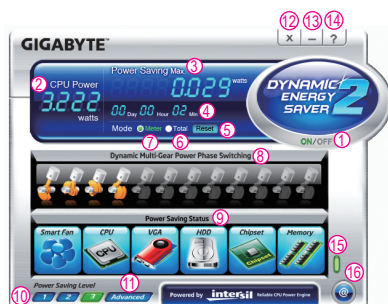 12 13 14
x – ?
GIGABYTE™
2 CPU Power
3.222
watts
Power Saving Max. 3
0.029 watts
00 Day 00 Hour 02 Min 4
Mode Meter Total Reset 5
7 6
DYNAMIC
ENERGY
SAVER 2
ON/OFF 1
Dynamic Multi-Gear Power Phase Switching 8
Power Saving Status 9
Smart Fan CPU VGA HDD Chipset Memory
CPU Chipset
15
10 Power Saving Level 11 16
1 2 3 Advanced
Powered by intersil Reliable CPU Power Engine
@